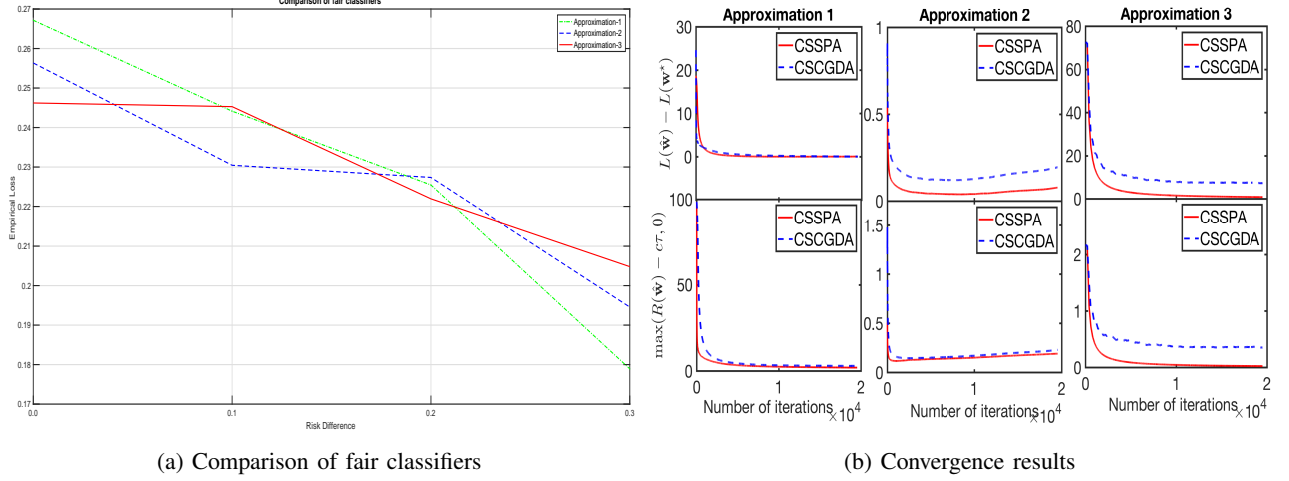 Comparison of fair classifiers
0.27
0.26
0.25
0.24
0.23
0.22
0.21
0.2
0.19
0.18
0.17
Empirical Loss
0.0
0.1
0.2
0.3
Risk Difference
Approximation-1
Approximation-2
Approximation-3
(a) Comparison of fair classifiers
Approximation 1
Approximation 2
Approximation 3
L(ŵ) − L(w*)
30
20
10
0
CSSPA
CSCGDA
1
0.5
0
CSSPA
CSCGDA
80
60
40
20
0
CSSPA
CSCGDA
max(R(ŵ) − cτ, 0)
100
50
0
CSSPA
CSCGDA
1.5
1
0.5
0
CSSPA
CSCGDA
2
1
0
CSSPA
CSCGDA
0
1
2
Number of iterations
×10⁴
0
1
2
Number of iterations
×10⁴
0
1
2
Number of iterations
×10⁴
(b) Convergence results